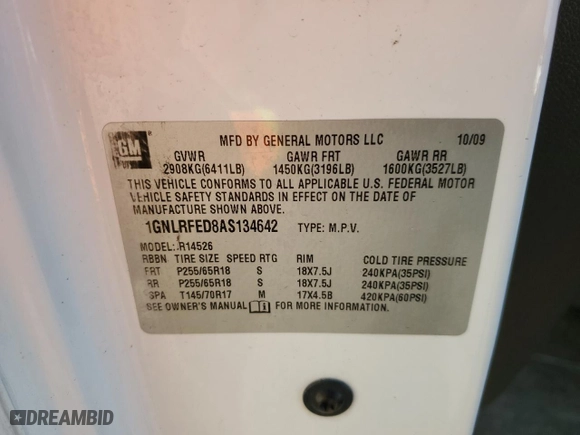 GM
MFD BY GENERAL MOTORS LLC 10/09
GVWR GAWR FRT GAWR RR
2908KG(6411LB) 1450KG(3196LB) 1600KG(3527LB)
THIS VEHICLE CONFORMS TO ALL APPLICABLE U.S. FEDERAL MOTOR
VEHICLE SAFETY STANDARDS IN EFFECT ON THE DATE OF
MANUFACTURE SHOWN ABOVE.
1GNLRFED8AS134642 TYPE: M.P.V.
MODEL: R14526
RBBN TIRE SIZE SPEED RTG RIM COLD TIRE PRESSURE
FRT P255/65R18 S 18X7.5J 240KPA(35PSI)
RR P255/65R18 S 18X7.5J 240KPA(35PSI)
SPA T145/70R17 M 17X4.5B 420KPA(60PSI)
SEE OWNER'S MANUAL FOR MORE INFORMATION.
DREAMBID